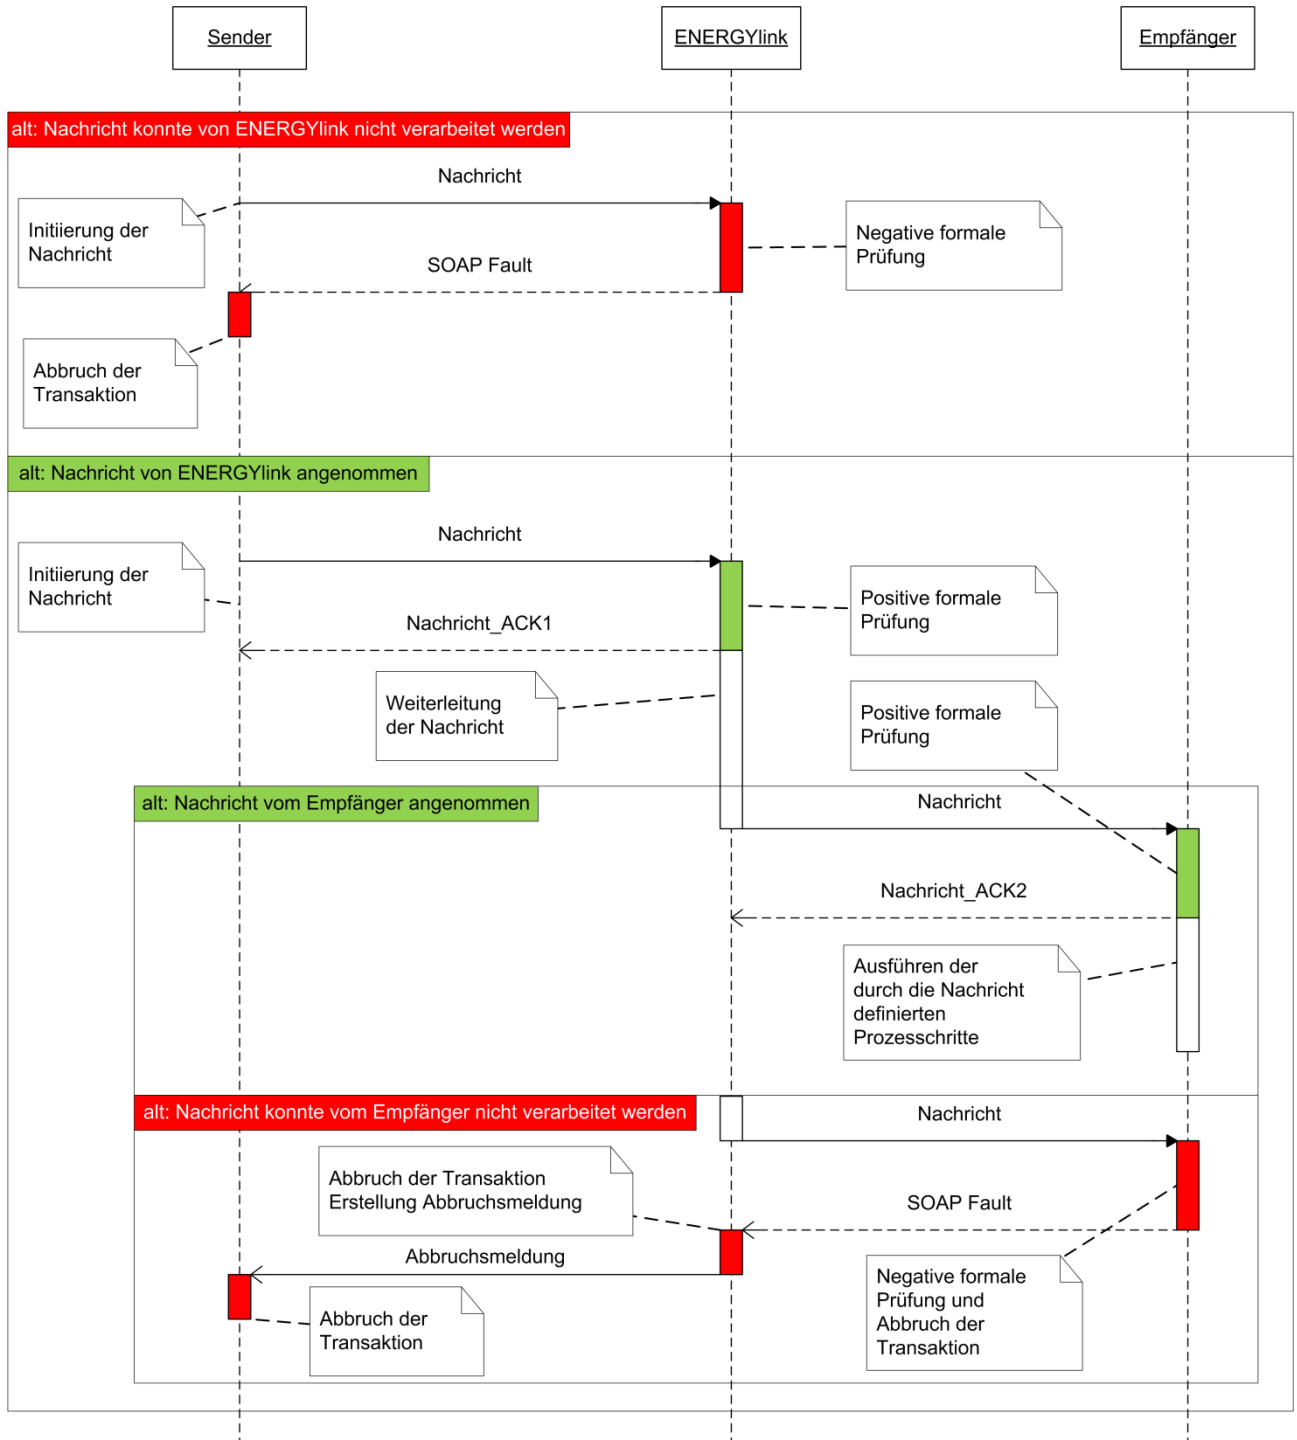 Sender
ENERGYlink
Empfänger
alt: Nachricht konnte von ENERGYlink nicht verarbeitet werden
Nachricht
Initiierung der
Nachricht
Negative formale
Prüfung
SOAP Fault
Abbruch der
Transaktion
alt: Nachricht von ENERGYlink angenommen
Nachricht
Initiierung der
Nachricht
Positive formale
Prüfung
Nachricht_ACK1
Weiterleitung
der Nachricht
Positive formale
Prüfung
alt: Nachricht vom Empfänger angenommen
Nachricht
Nachricht_ACK2
Ausführen der
durch die Nachricht
definierten
Prozesschritte
alt: Nachricht konnte vom Empfänger nicht verarbeitet werden
Nachricht
Abbruch der Transaktion
Erstellung Abbruchsmeldung
SOAP Fault
Abbruchsmeldung
Negative formale
Prüfung und
Abbruch der
Transaktion
Abbruch der
Transaktion